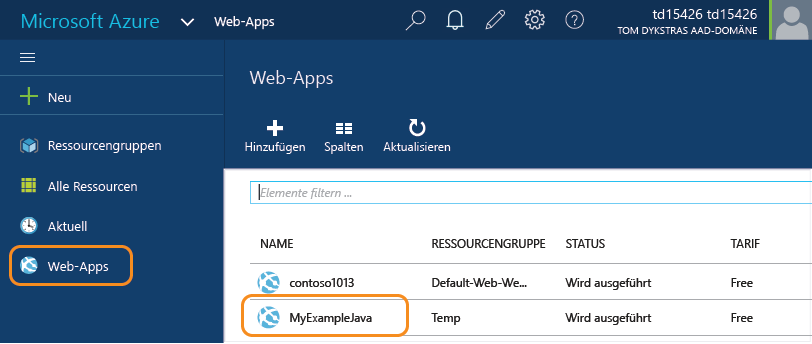 Microsoft Azure Web-Apps td15426 td15426
TOM DYKSTRAS AAD-DOMÄNE
Neu
Ressourcengruppen
Alle Ressourcen
Aktuell
Web-Apps
Web-Apps
Hinzufügen Spalten Aktualisieren
Elemente filtern ...
NAME RESSOURCENGRUPPE STATUS TARIF
contoso1013 Default-Web-We... Wird ausgeführt Free
MyExampleJava Temp Wird ausgeführt Free